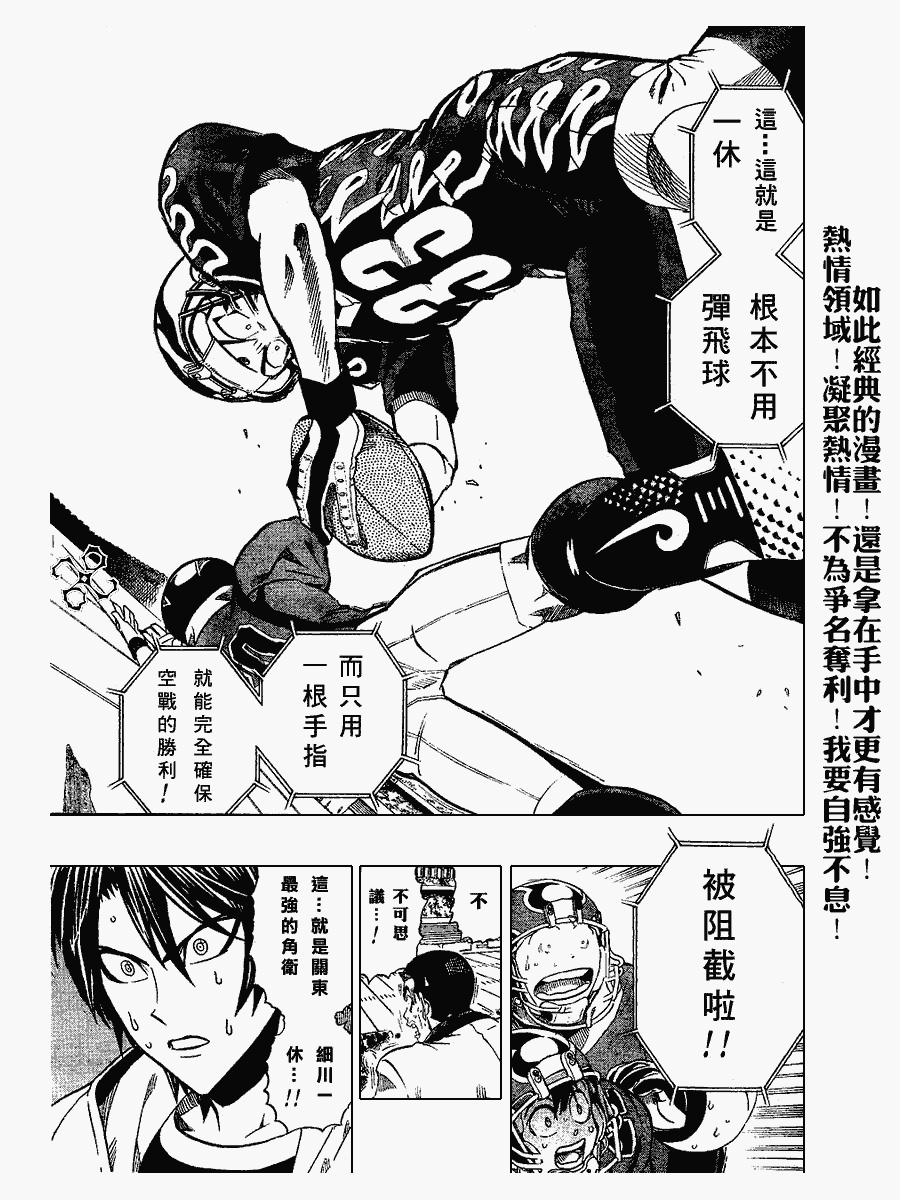 這…這就是
一休
根本不用
彈飛球
33
而只用
一根手指
就能完全確保
空戰的勝利！
被阻截啦!!
不
不可思
議…！
這…就是關東
最強的角衛
細川一
休…!!
如此經典的漫畫！還是拿在手中才更有感覺！
熱情領域！凝聚熱情！不為爭名奪利！我要自強不息！